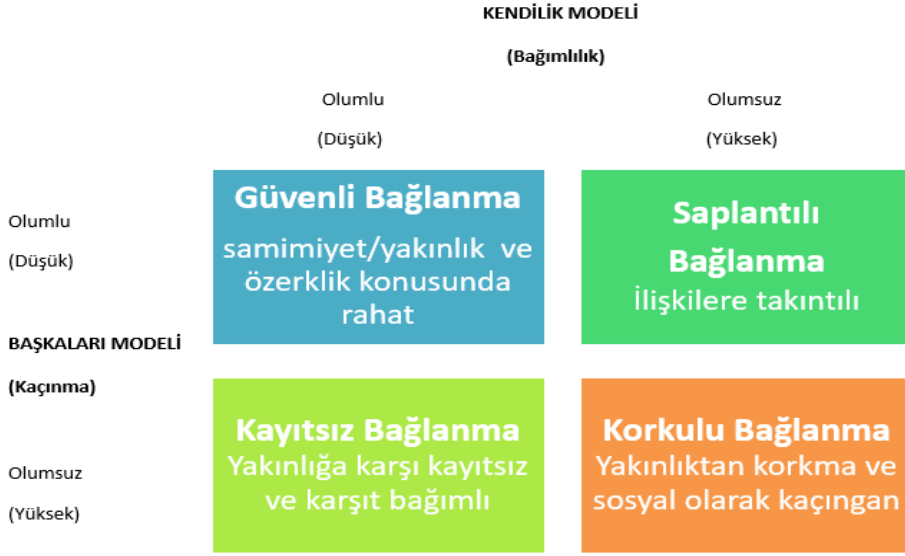 KENDİLİK MODELİ
(Bağımlılık)
Olumlu
(Düşük)
Olumsuz
(Yüksek)
Olumlu
(Düşük)
Güvenli Bağlanma
samimiyet/yakınlık ve
özerklik konusunda
rahat
Saplantılı
Bağlanma
İlişkilere takıntılı
BAŞKALARI MODELİ
(Kaçınma)
Olumsuz
(Yüksek)
Kayıtsız Bağlanma
Yakınlığa karşı kayıtsız
ve karşıt bağımlı
Korkulu Bağlanma
Yakınlıktan korkma ve
sosyal olarak kaçıngan